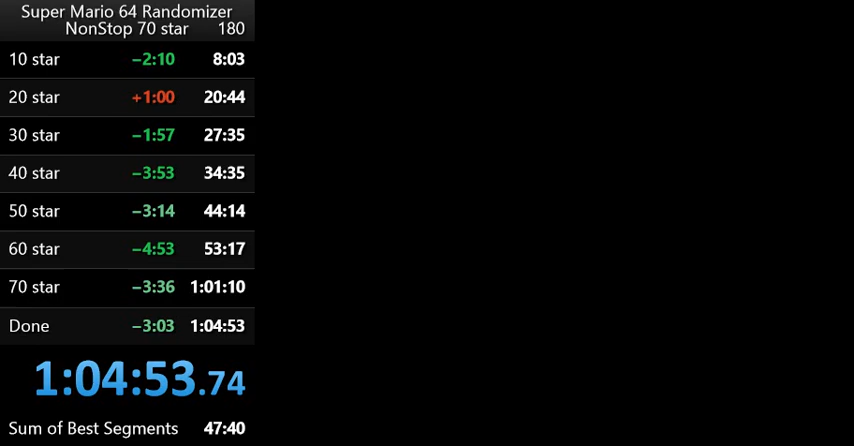 Super Mario 64 Randomizer
NonStop 70 star 180
10 star −2:10 8:03
20 star +1:00 20:44
30 star −1:57 27:35
40 star −3:53 34:35
50 star −3:14 44:14
60 star −4:53 53:17
70 star −3:36 1:01:10
Done −3:03 1:04:53
1:04:53.74
Sum of Best Segments 47:40